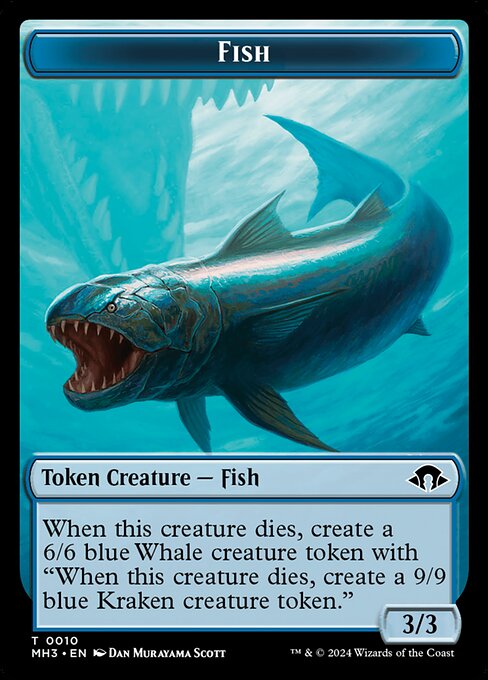 Fish
Token Creature — Fish
When this creature dies, create a
6/6 blue Whale creature token with
“When this creature dies, create a 9/9
blue Kraken creature token.”
3/3
T 0010
MH3 • EN Dan Murayama Scott
™ & © 2024 Wizards of the Coast